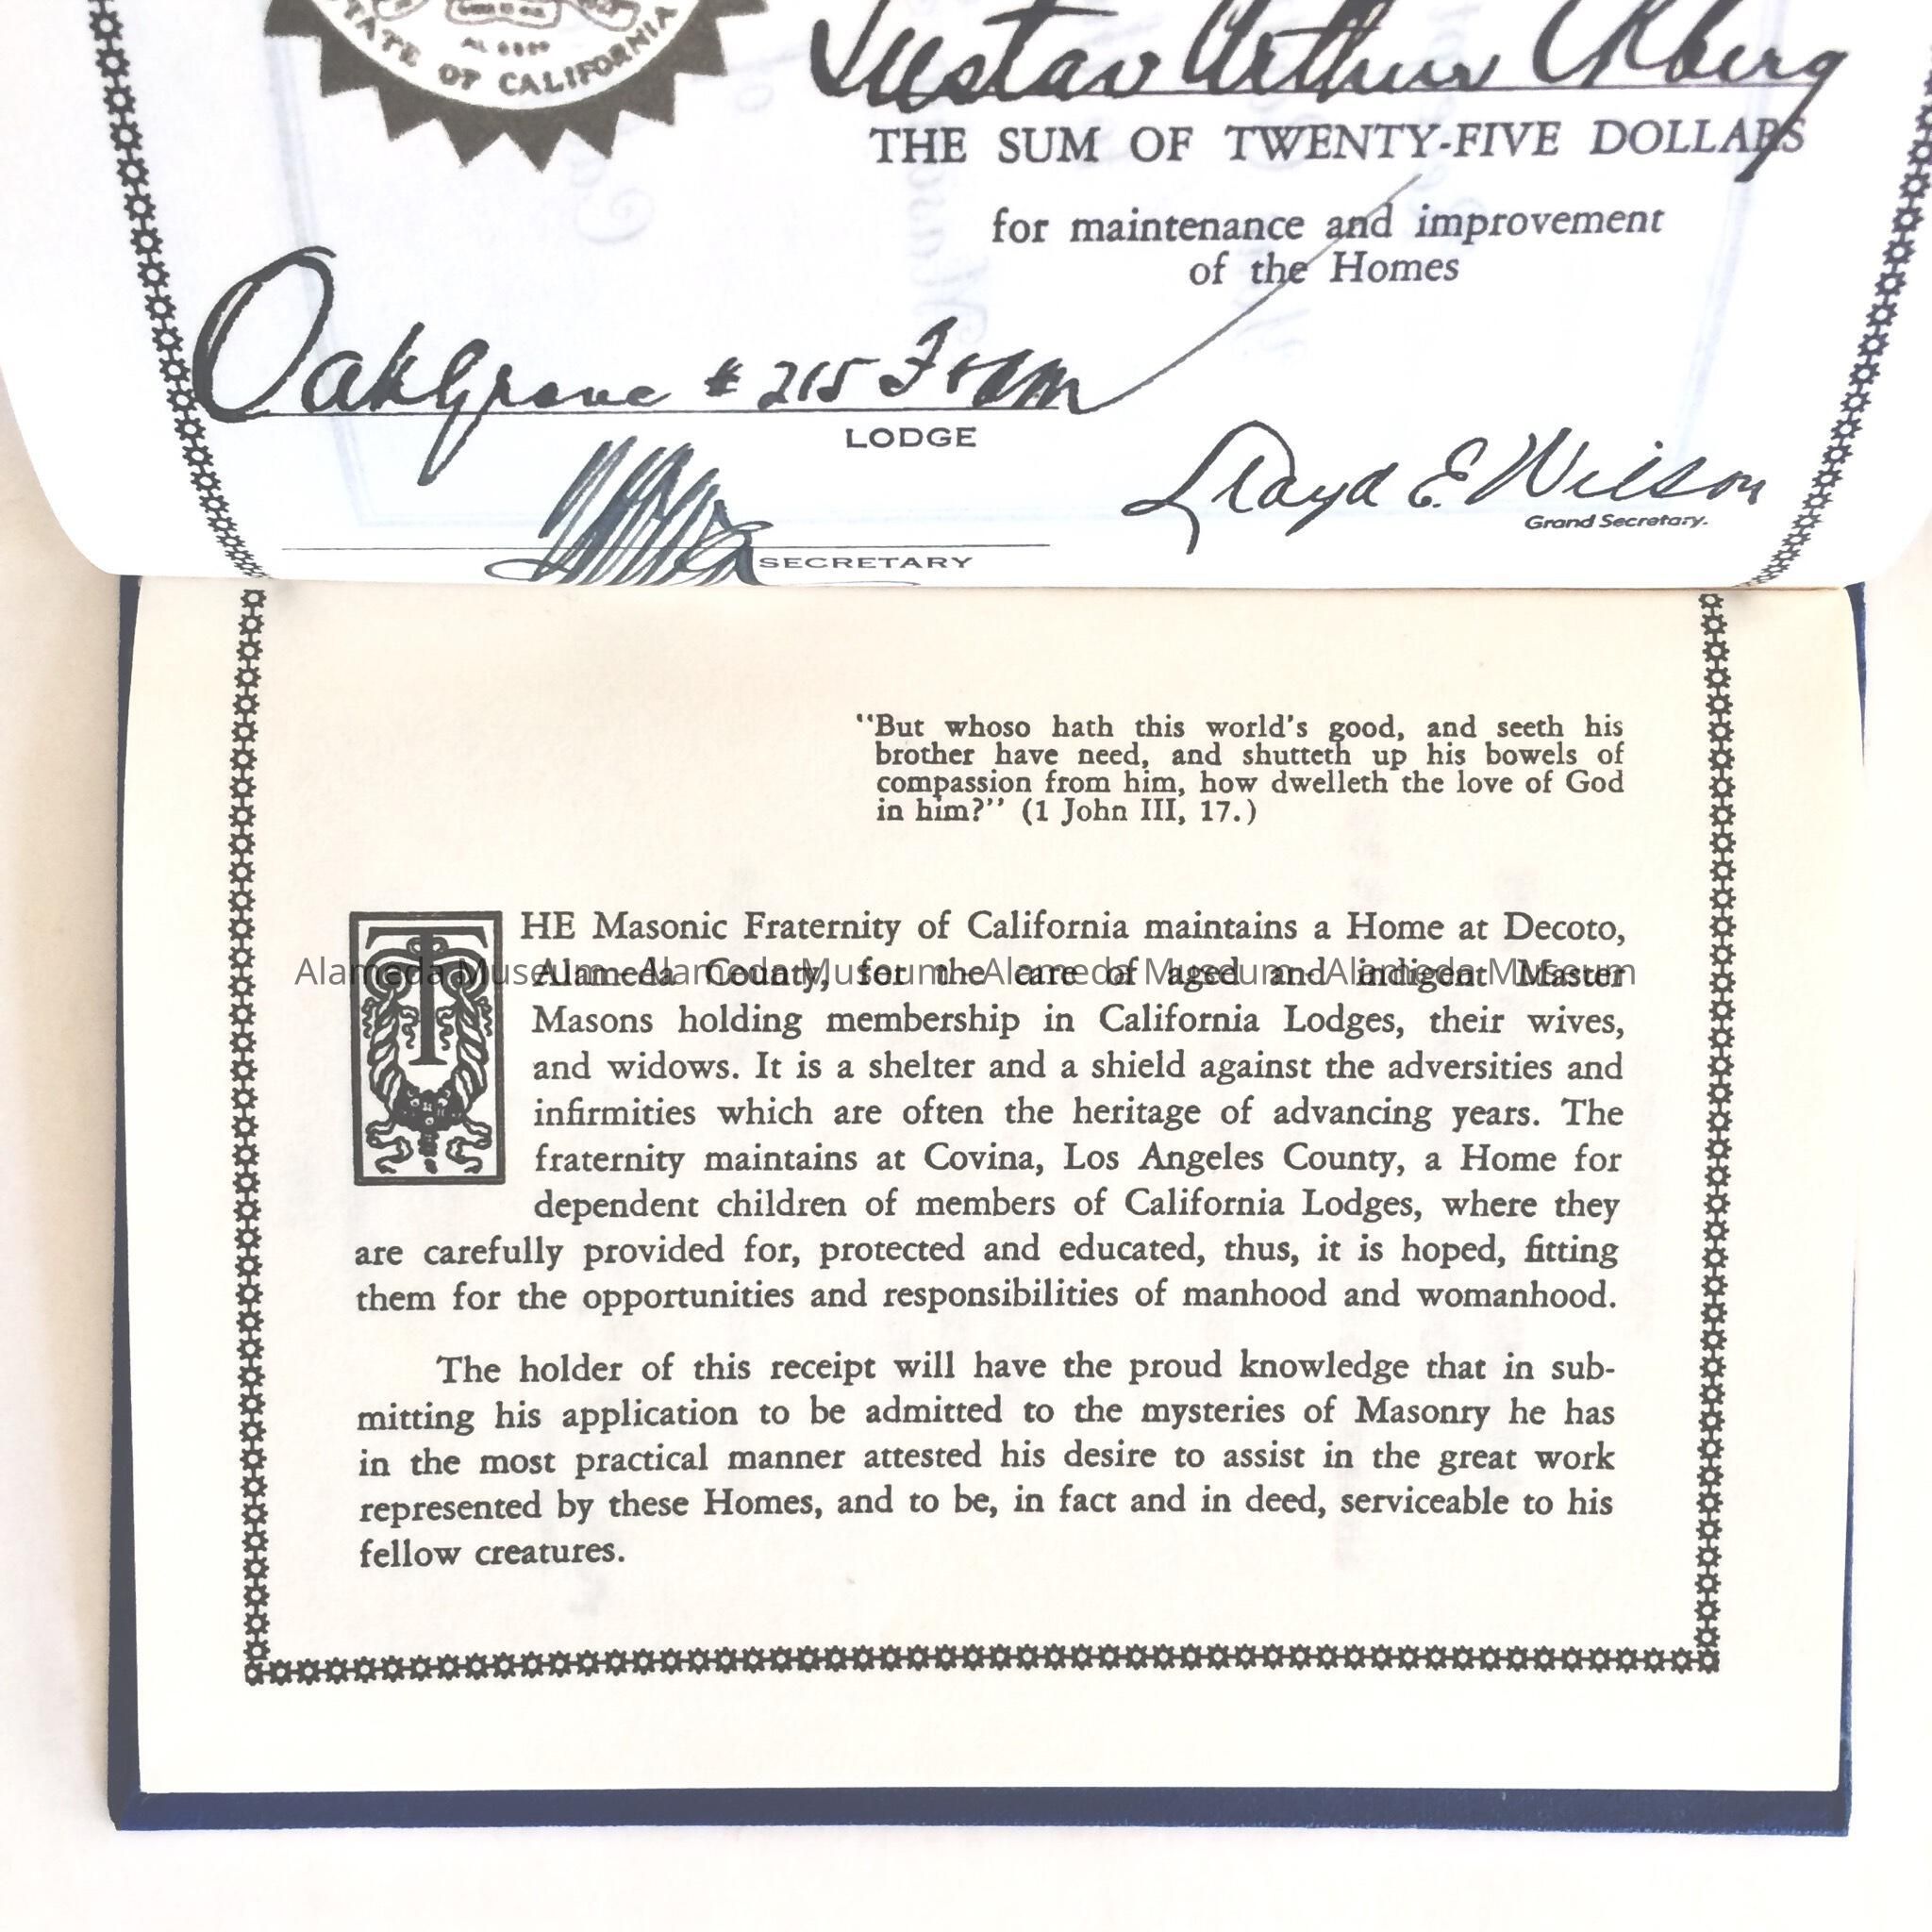 STATE OF CALIFORNIA
Gustav Arthur
THE SUM OF TWENTY-FIVE DOLLARS
for maintenance and improvement
of the Homes
Oakgrove # 215 F&AM
LODGE
Lloyd E. Wilson
Grand Secretary.
SECRETARY
"But whoso hath this world's good, and seeth his
brother have need, and shutteth up his bowels of
compassion from him, how dwelleth the love of God
in him?" (1 John III, 17.)
THE Masonic Fraternity of California maintains a Home at Decoto,
Alameda County, for the care of aged and indigent Master
Alameda Museum - Alameda Museum - Alameda Museum - Alameda Museum
Masons holding membership in California Lodges, their wives,
and widows. It is a shelter and a shield against the adversities and
infirmities which are often the heritage of advancing years. The
fraternity maintains at Covina, Los Angeles County, a Home for
dependent children of members of California Lodges, where they
are carefully provided for, protected and educated, thus, it is hoped, fitting
them for the opportunities and responsibilities of manhood and womanhood.
The holder of this receipt will have the proud knowledge that in sub-
mitting his application to be admitted to the mysteries of Masonry he has
in the most practical manner attested his desire to assist in the great work
represented by these Homes, and to be, in fact and in deed, serviceable to his
fellow creatures.